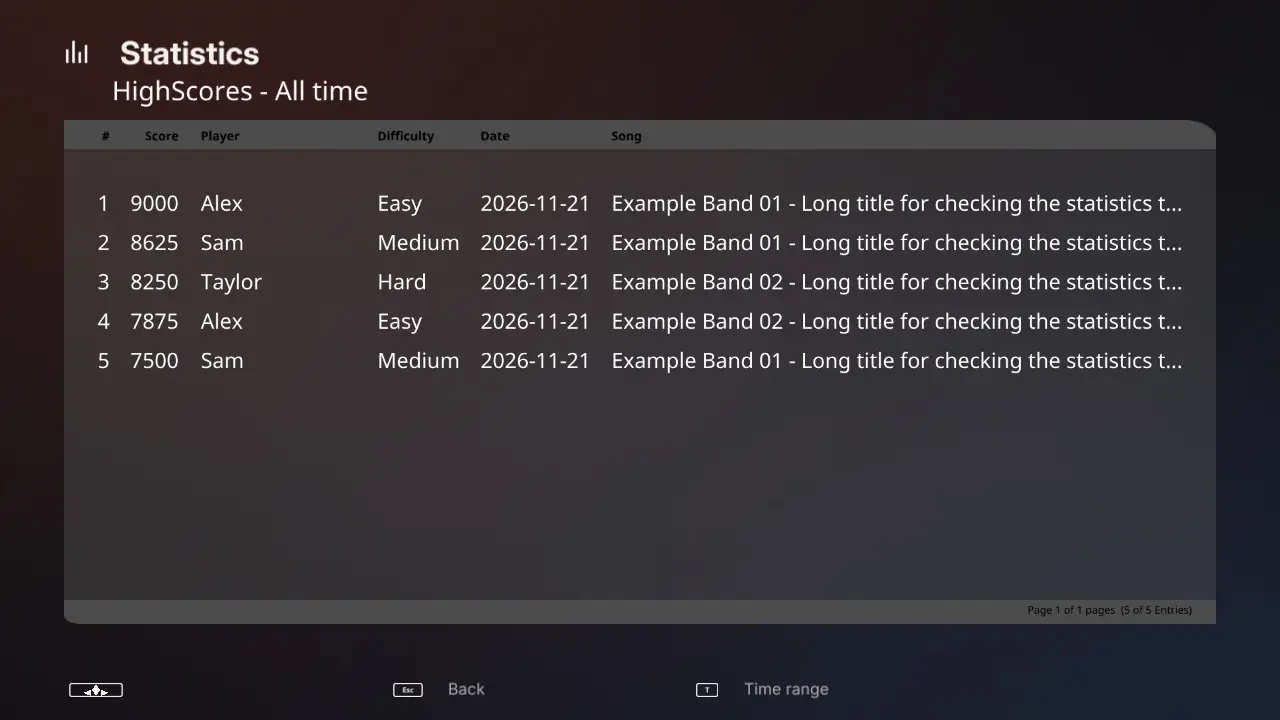 Statistics
HighScores - All time
# Score Player Difficulty Date Song
1 9000 Alex Easy 2026-11-21 Example Band 01 - Long title for checking the statistics t...
2 8625 Sam Medium 2026-11-21 Example Band 01 - Long title for checking the statistics t...
3 8250 Taylor Hard 2026-11-21 Example Band 02 - Long title for checking the statistics t...
4 7875 Alex Easy 2026-11-21 Example Band 02 - Long title for checking the statistics t...
5 7500 Sam Medium 2026-11-21 Example Band 01 - Long title for checking the statistics t...
Page 1 of 1 pages (5 of 5 Entries)
Esc Back T Time range